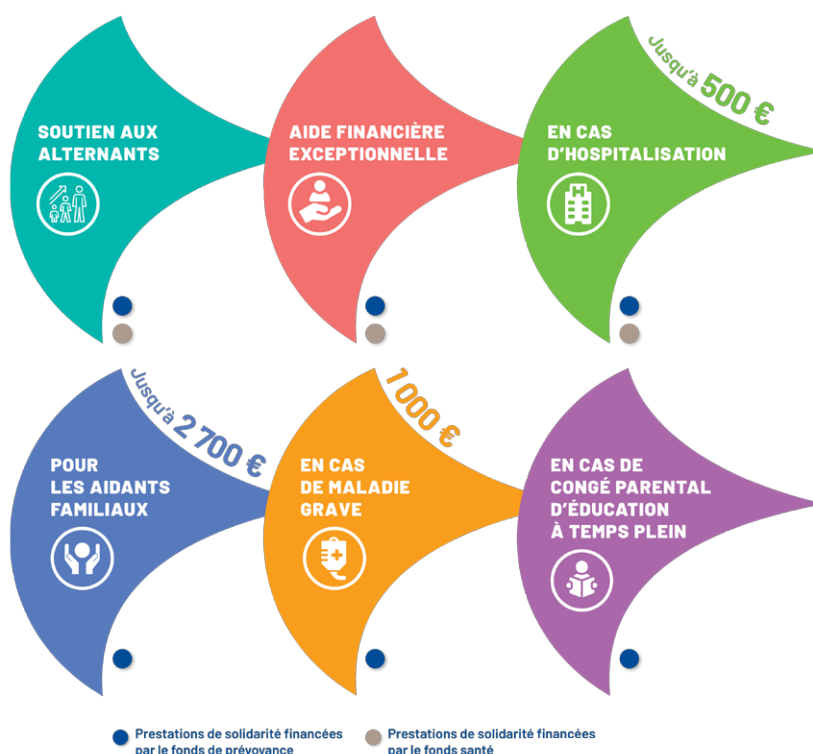 SOUTIEN AUX
ALTERNANTS
AIDE FINANCIÈRE
EXCEPTIONNELLE
Jusqu'à 500 €
EN CAS
D'HOSPITALISATION
Jusqu'à 2 700 €
POUR
LES AIDANTS
FAMILIAUX
1 000 €
EN CAS
DE MALADIE
GRAVE
EN CAS DE
CONGÉ PARENTAL
D'ÉDUCATION
À TEMPS PLEIN
Prestations de solidarité financées
par le fonds de prévoyance
Prestations de solidarité financées
par le fonds santé